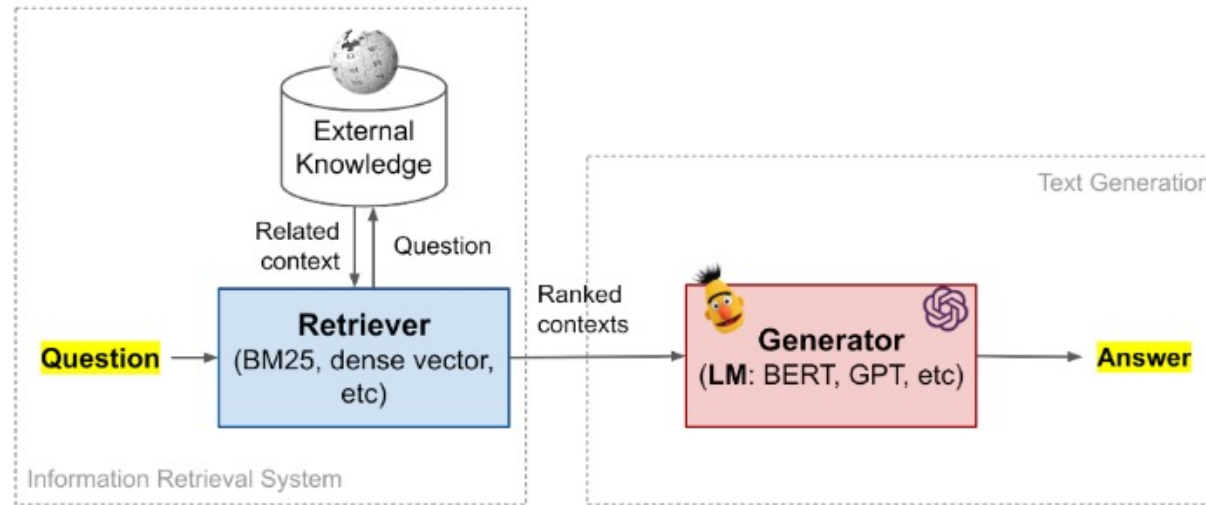 External
Knowledge
Text Generation
Related
context
Question
Ranked
contexts
Question
Retriever
(BM25, dense vector,
etc)
Generator
(LM: BERT, GPT, etc)
Answer
Information Retrieval System